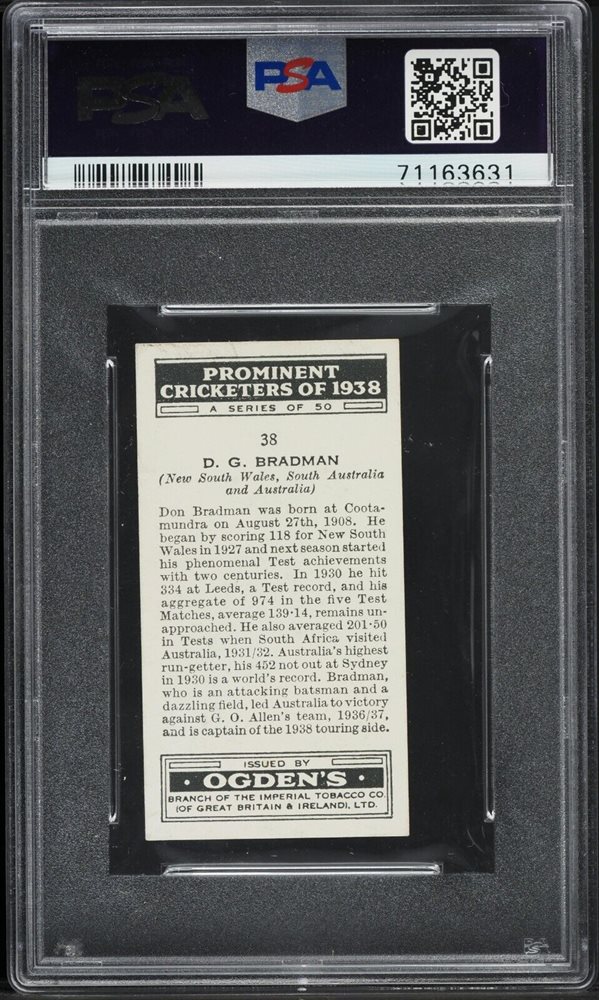 PSA
PSA
71163631
PROMINENT
CRICKETERS OF 1938
A SERIES OF 50
38
D. G. BRADMAN
(New South Wales, South Australia
and Australia)
Don Bradman was born at Coota-
mundra on August 27th, 1908. He
began by scoring 118 for New South
Wales in 1927 and next season started
his phenomenal Test achievements
with two centuries. In 1930 he hit
334 at Leeds, a Test record, and his
aggregate of 974 in the five Test
Matches, average 139·14, remains un-
approached. He also averaged 201·50
in Tests when South Africa visited
Australia, 1931/32. Australia's highest
run-getter, his 452 not out at Sydney
in 1930 is a world's record. Bradman,
who is an attacking batsman and a
dazzling field, led Australia to victory
against G. O. Allen's team, 1936/37,
and is captain of the 1938 touring side.
ISSUED BY
· OGDEN'S ·
BRANCH OF THE IMPERIAL TOBACCO CO.
(OF GREAT BRITAIN & IRELAND), LTD.